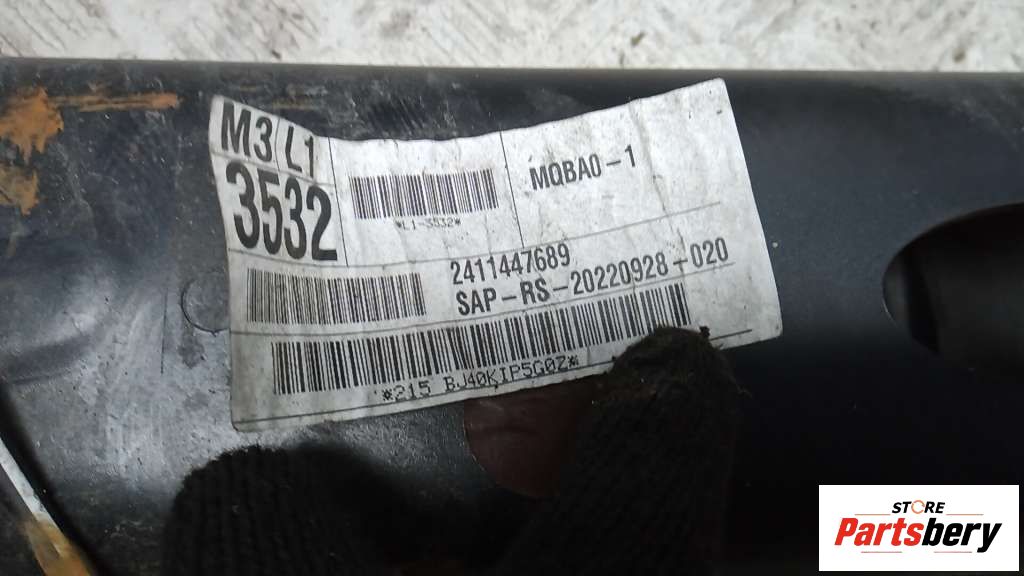 M3 L1
3532
*L1-3532*
MQBA0-1
2411447689
SAP-RS-20220928-020
*215 BJ40KIP5G0Z*
STORE
Partsbery